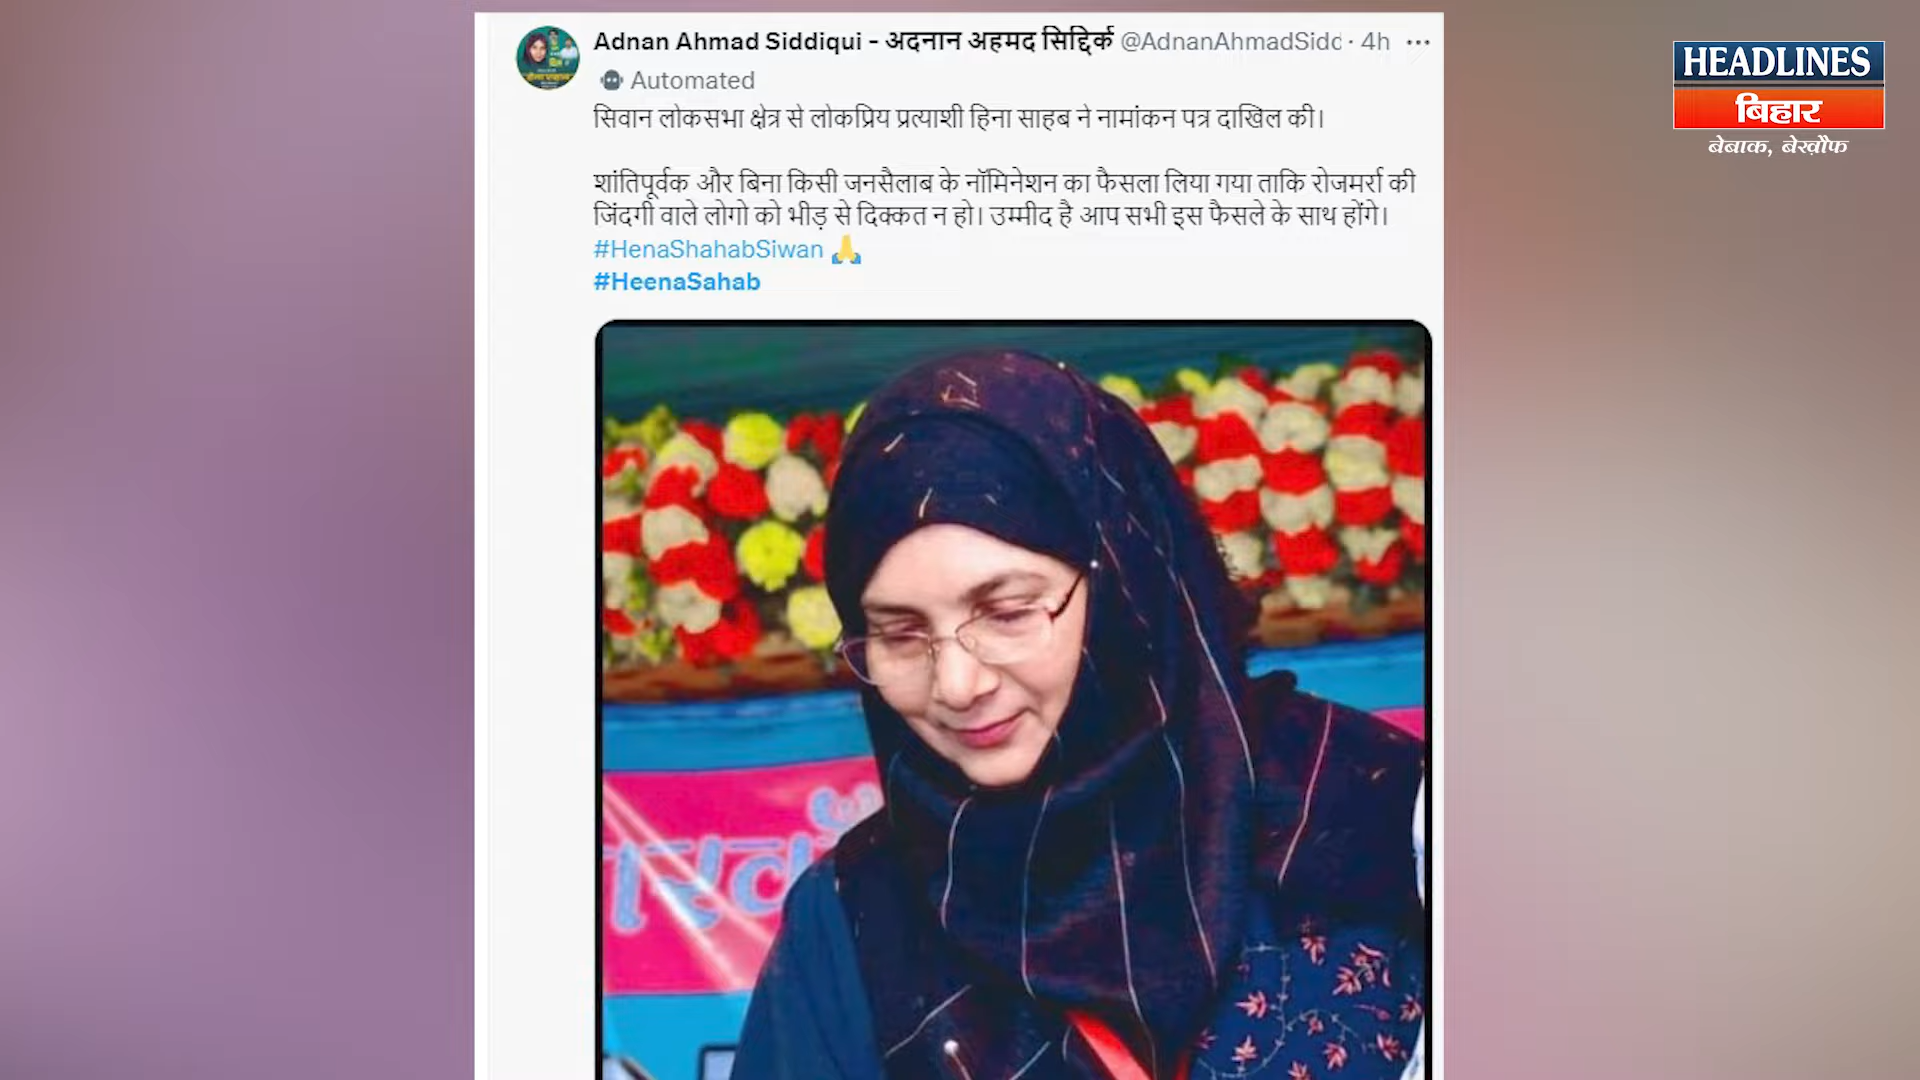 Adnan Ahmad Siddiqui - अदनान अहमद सिद्दिर्क @AdnanAhmadSidd · 4h ...
Automated
सिवान लोकसभा क्षेत्र से लोकप्रिय प्रत्याशी हिना साहब ने नामांकन पत्र दाखिल की।
शांतिपूर्वक और बिना किसी जनसैलाब के नॉमिनेशन का फैसला लिया गया ताकि रोजमर्रा की
जिंदगी वाले लोगो को भीड़ से दिक्कत न हो। उम्मीद है आप सभी इस फैसले के साथ होंगे।
#HenaShahabSiwan 🙏
#HeenaSahab
HEADLINES
बिहार
बेबाक, बेख़ौफ